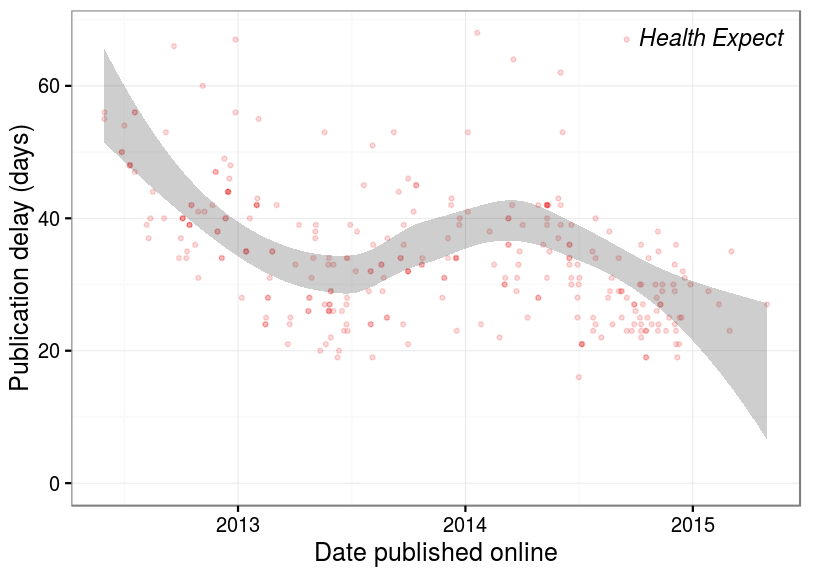 Health Expect
Publication delay (days)
60
40
20
0
2013
2014
2015
Date published online